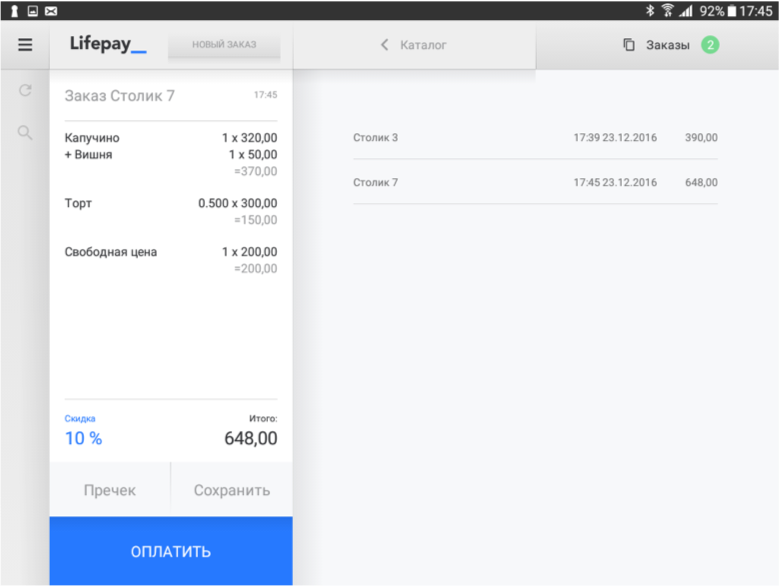 92% 17:45
Lifepay_
НОВЫЙ ЗАКАЗ
Каталог
Заказы 2
Заказ Столик 7 17:45
Капучино 1 x 320,00
+ Вишня 1 x 50,00
=370,00
Торт 0.500 x 300,00
=150,00
Свободная цена 1 x 200,00
=200,00
Скидка Итого:
10 % 648,00
Пречек Сохранить
ОПЛАТИТЬ
Столик 3 17:39 23.12.2016 390,00
Столик 7 17:45 23.12.2016 648,00